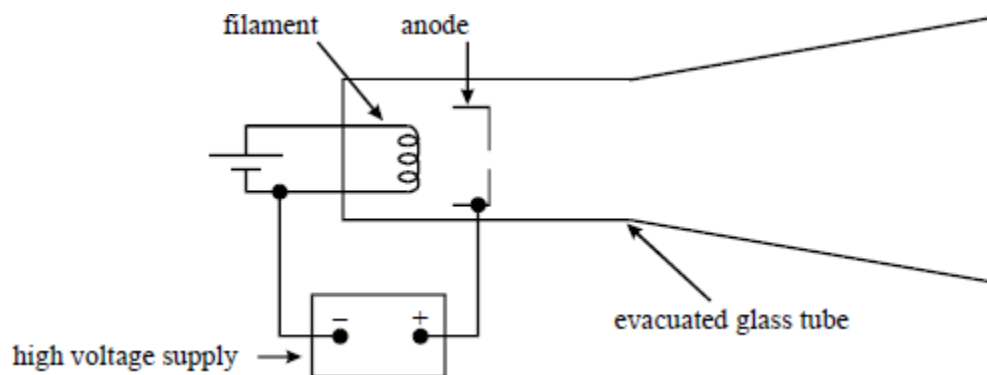 filament
anode
evacuated glass tube
− +
high voltage supply